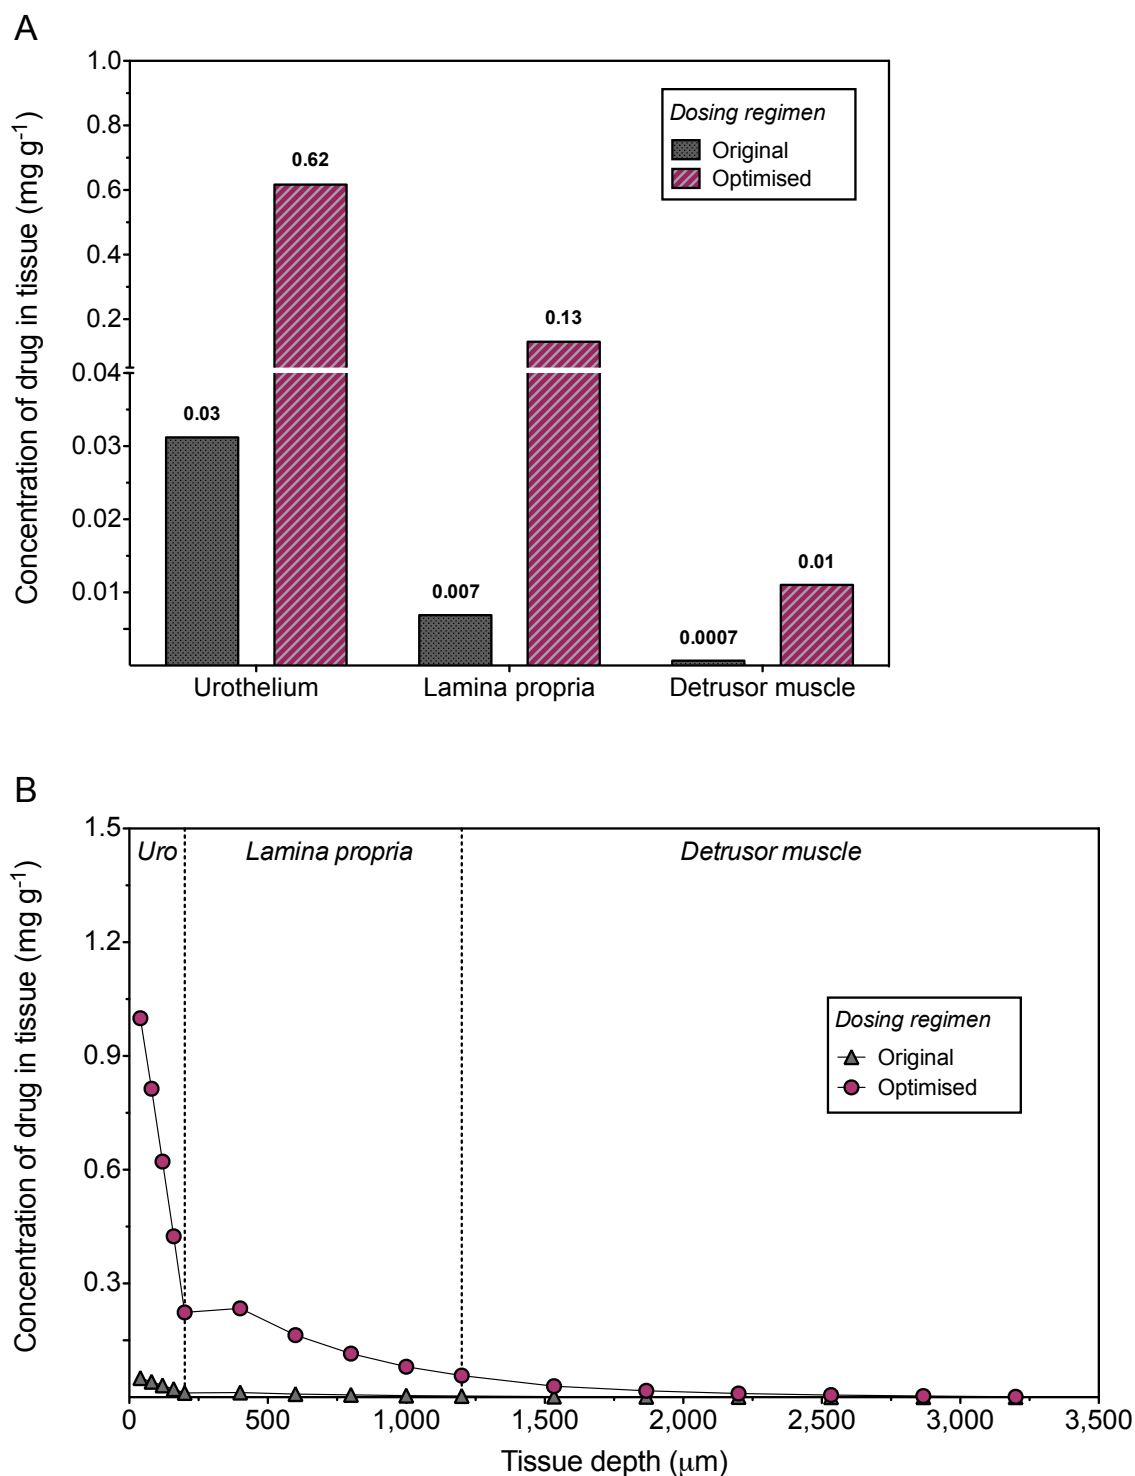 A
Concentration of drug in tissue (mg g⁻¹)
1.0
0.8
0.6
0.4
0.2
0.04
0.03
0.02
0.01
0.03
0.62
0.007
0.13
0.0007
0.01
Dosing regimen
Original
Optimised
Urothelium Lamina propria Detrusor muscle
B
Concentration of drug in tissue (mg g⁻¹)
1.5
1.2
0.9
0.6
0.3
Uro Lamina propria Detrusor muscle
Dosing regimen
Original
Optimised
0 500 1,000 1,500 2,000 2,500 3,000 3,500
Tissue depth (μm)